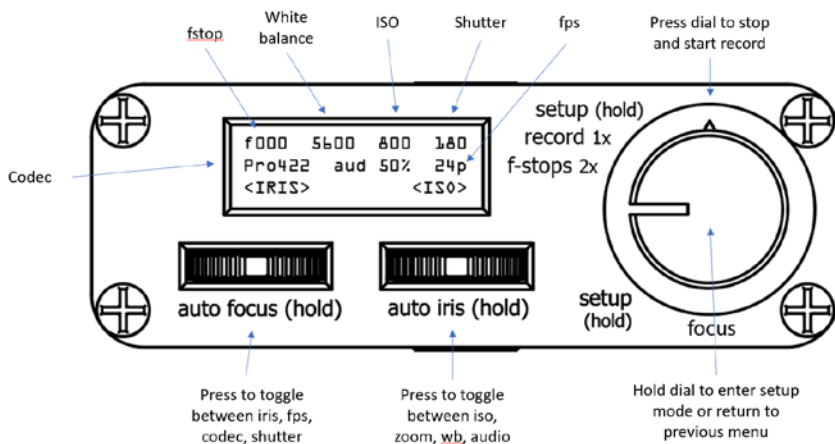 fstop
White
balance
ISO
Shutter
fps
Press dial to stop
and start record
Codec
f000 5600 800 180
Pro422 aud 50% 24p
<IRIS> <ISO>
setup (hold)
record 1x
f-stops 2x
auto focus (hold)
auto iris (hold)
setup
(hold)
focus
Press to toggle
between iris, fps,
codec, shutter
Press to toggle
between iso,
zoom, wb, audio
Hold dial to enter setup
mode or return to
previous menu